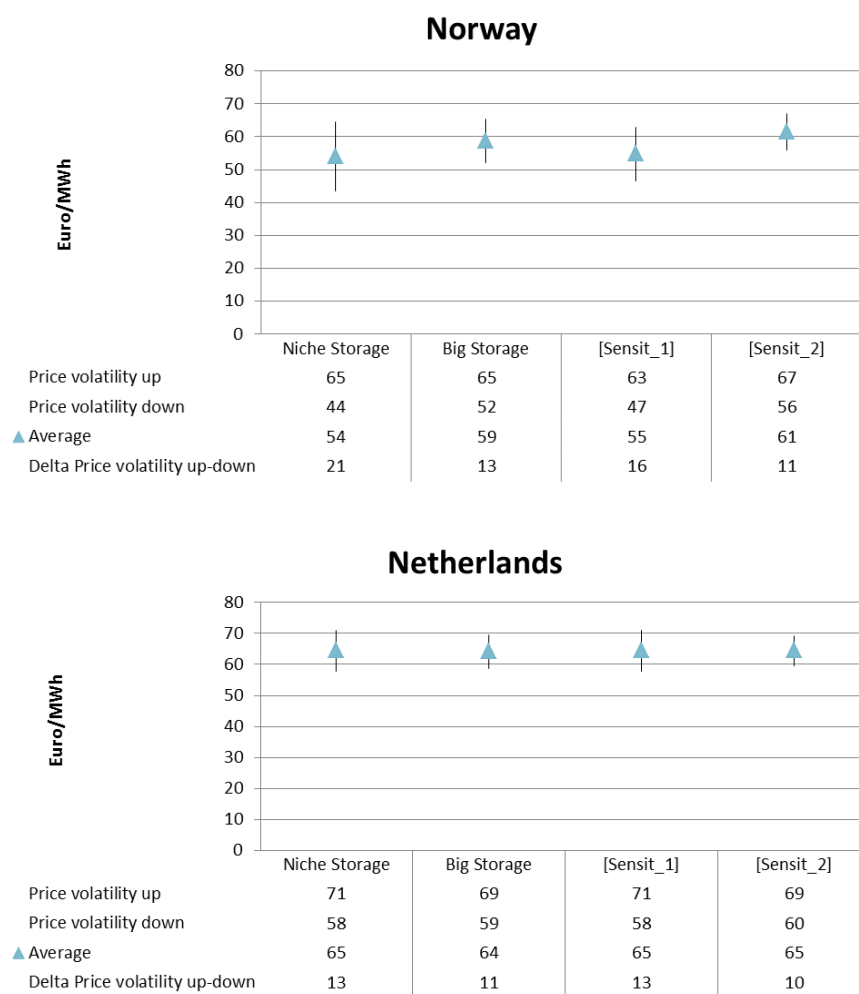 Norway
Euro/MWh
80
70
60
50
40
30
20
10
0
Niche Storage Big Storage [Sensit_1] [Sensit_2]
Price volatility up 65 65 63 67
Price volatility down 44 52 47 56
Average 54 59 55 61
Delta Price volatility up-down 21 13 16 11
Netherlands
Euro/MWh
80
70
60
50
40
30
20
10
0
Niche Storage Big Storage [Sensit_1] [Sensit_2]
Price volatility up 71 69 71 69
Price volatility down 58 59 58 60
Average 65 64 65 65
Delta Price volatility up-down 13 11 13 10